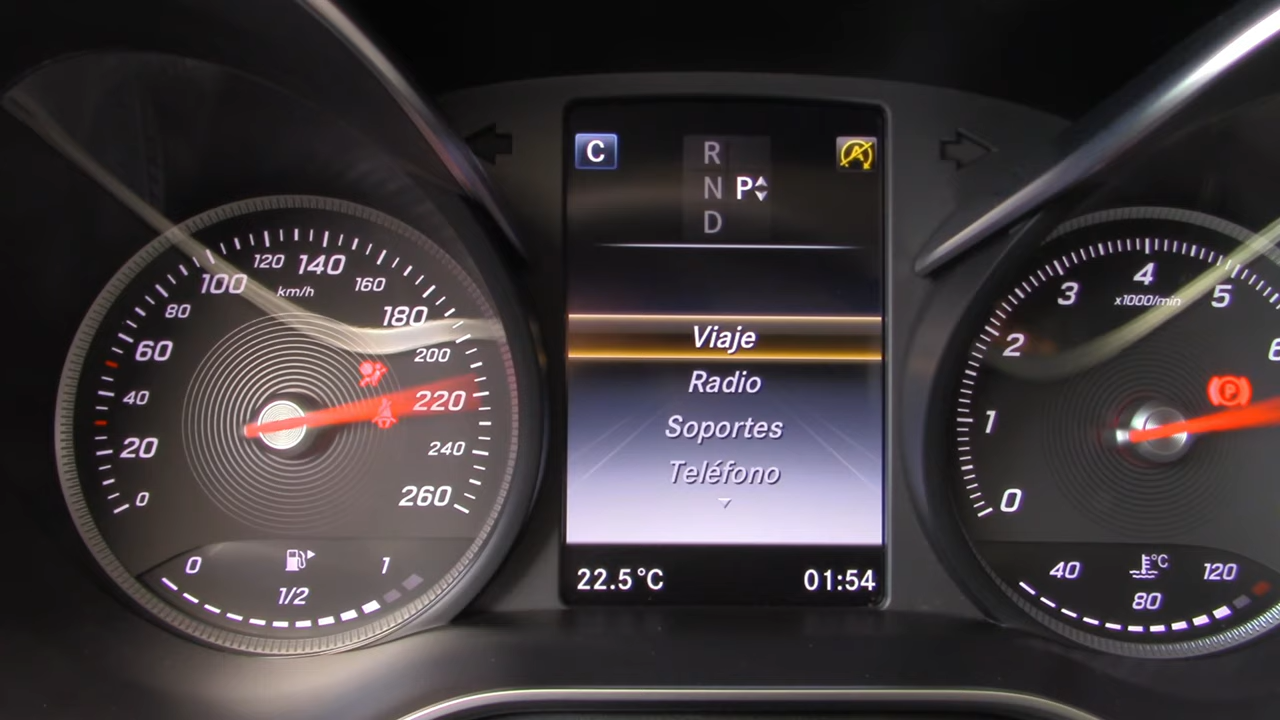 C
R
N P
D
Viaje
Radio
Soportes
Teléfono
22.5°C 01:54
0
20
40
60
80
100
120
140
160
180
200
220
240
260
km/h
0 1/2 1
0
1
2
3
4
5
6
x1000/min
P
°C
40 80 120